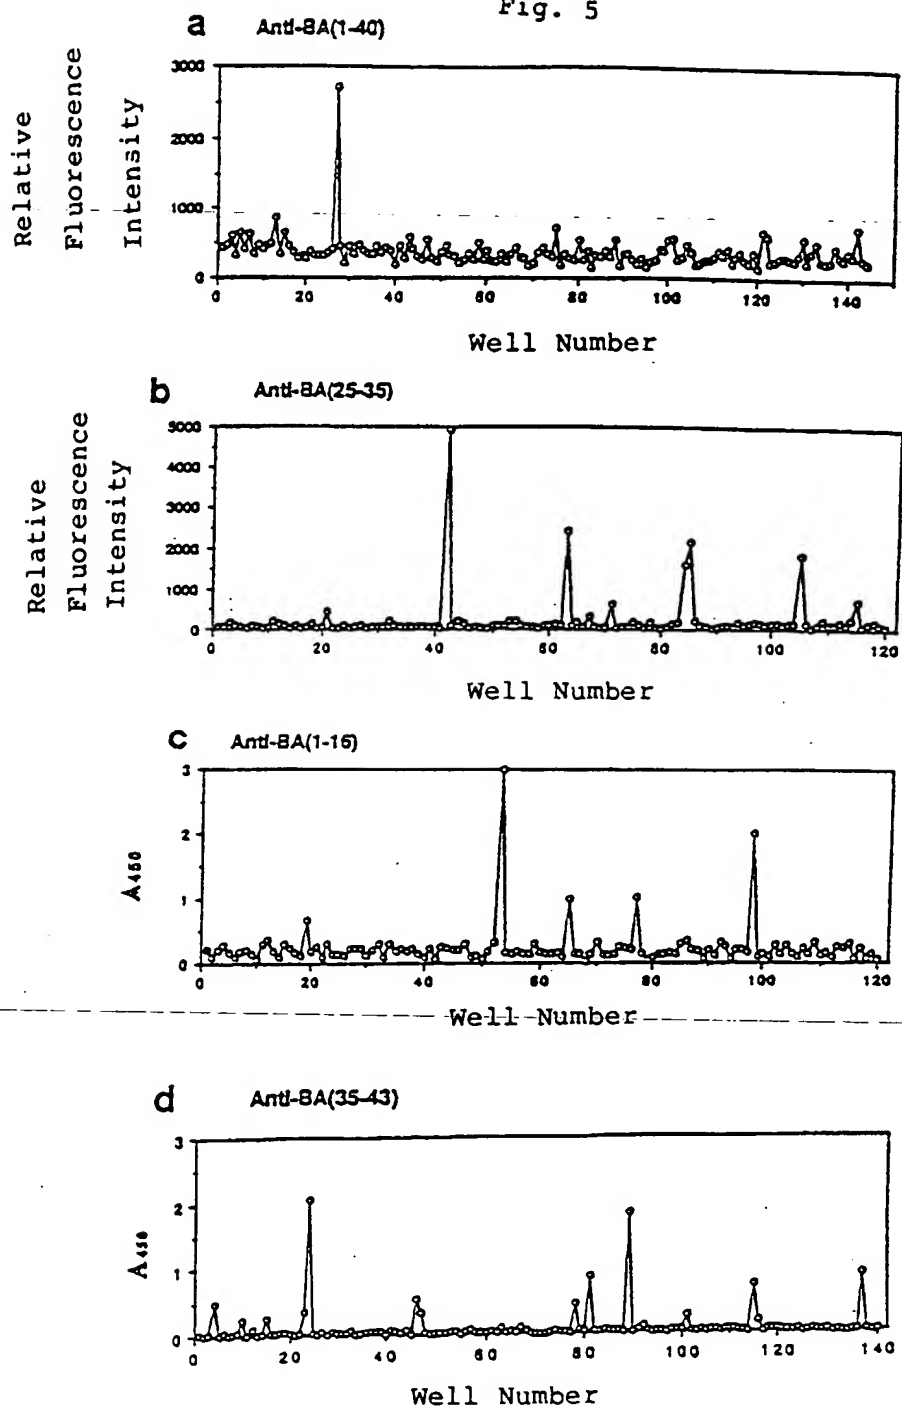 Fig. 5
a Anti-BA(1-40)
Relative
Fluorescence
Intensity
3000
2000
1000
0
0 20 40 60 80 100 120 140
Well Number
b Anti-BA(25-35)
Relative
Fluorescence
Intensity
5000
4000
3000
2000
1000
0
0 20 40 60 80 100 120
Well Number
c Anti-BA(1-16)
A450
3
2
1
0
0 20 40 60 80 100 120
Well Number
d Anti-BA(35-43)
A450
3
2
1
0
0 20 40 60 80 100 120 140
Well Number